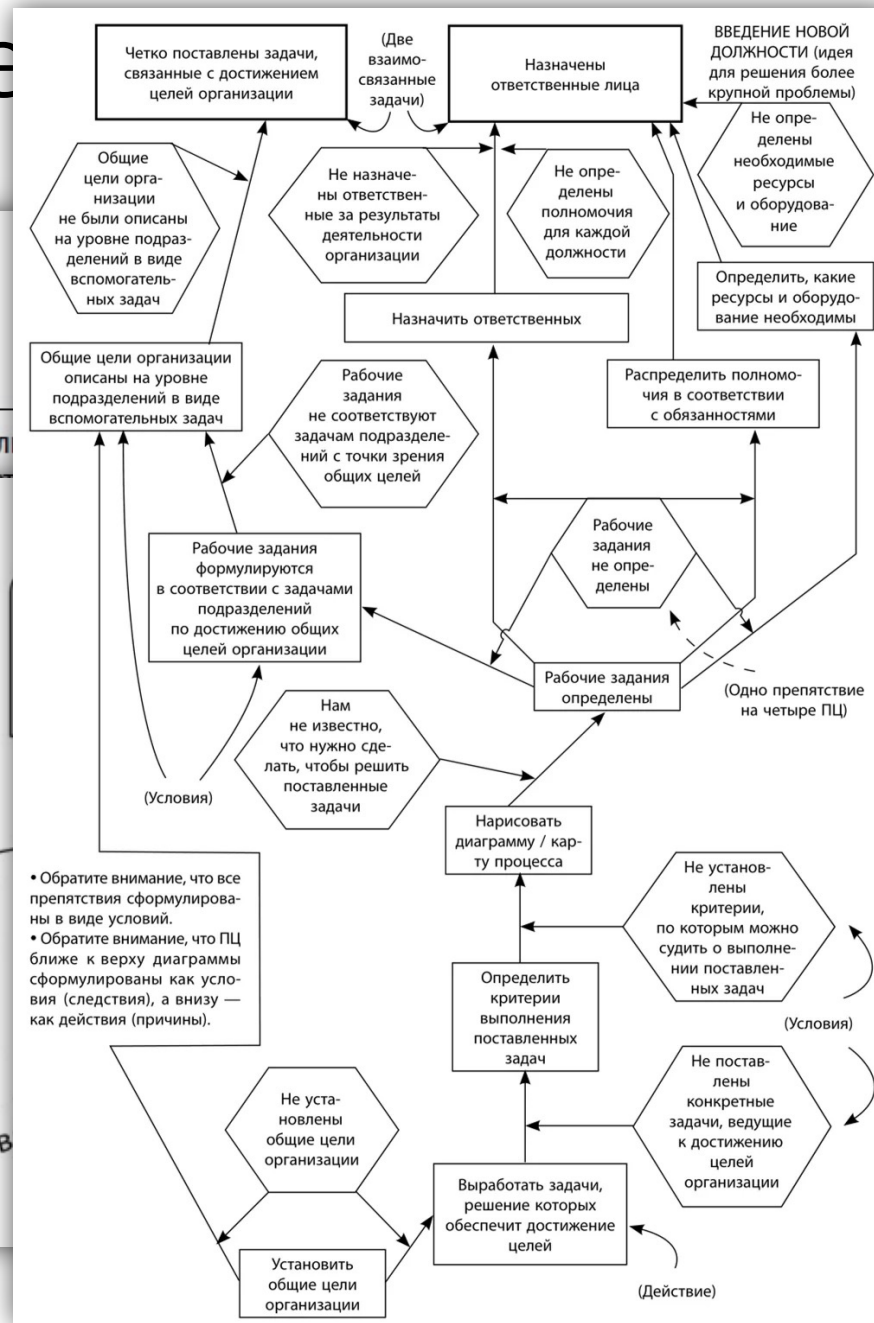 Четко поставлены задачи,
связанные с достижением
целей организации
(Две
взаимо-
связанные
задачи)
Назначены
ответственные лица
ВВЕДЕНИЕ НОВОЙ
ДОЛЖНОСТИ (идея
для решения более
крупной проблемы)
Общие
цели орга-
низации
не были описаны
на уровне подраз-
делений в виде
вспомогатель-
ных задач
Не назначе-
ны ответствен-
ные за результаты
деятельности
организации
Не опре-
делены
полномочия
для каждой
должности
Не опре-
делены
необходимые
ресурсы
и оборудова-
ние
Назначить ответственных
Определить, какие
ресурсы и оборудо-
вание необходимы
Общие цели организации
описаны на уровне
подразделений в виде
вспомогательных задач
Рабочие
задания
не соответствуют
задачам подразделе-
ний с точки зрения
общих целей
Распределить полномо-
чия в соответствии
с обязанностями
Рабочие задания
формулируются
в соответствии с задачами
подразделений
по достижению общих
целей организации
Рабочие
задания
не опре-
делены
Рабочие задания
определены
(Одно препятствие
на четыре ПЦ)
Нам
не известно,
что нужно сде-
лать, чтобы решить
поставленные
задачи
(Условия)
Нарисовать
диаграмму / кар-
ту процесса
• Обратите внимание, что все
препятствия сформулирова-
ны в виде условий.
• Обратите внимание, что ПЦ
ближе к верху диаграммы
сформулированы как усло-
вия (следствия), а внизу —
как действия (причины).
Не установ-
лены
критерии,
по которым можно
судить о выполне-
нии поставлен-
ных задач
Определить
критерии
выполнения
поставленных
задач
(Условия)
Не уста-
новлены
общие цели
организации
Не постав-
лены
конкретные
задачи, ведущие
к достижению
целей
организации
Выработать задачи,
решение которых
обеспечит достижение
целей
Установить
общие цели
организации
(Действие)